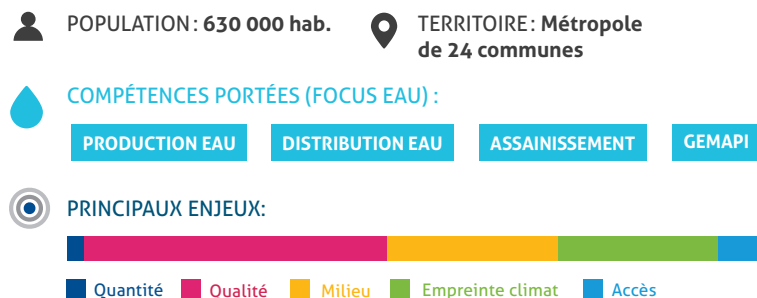 POPULATION : 630 000 hab.
TERRITOIRE : Métropole
de 24 communes
COMPÉTENCES PORTÉES (FOCUS EAU) :
PRODUCTION EAU DISTRIBUTION EAU ASSAINISSEMENT GEMAPI
PRINCIPAUX ENJEUX:
Quantité Qualité Milieu Empreinte climat Accès